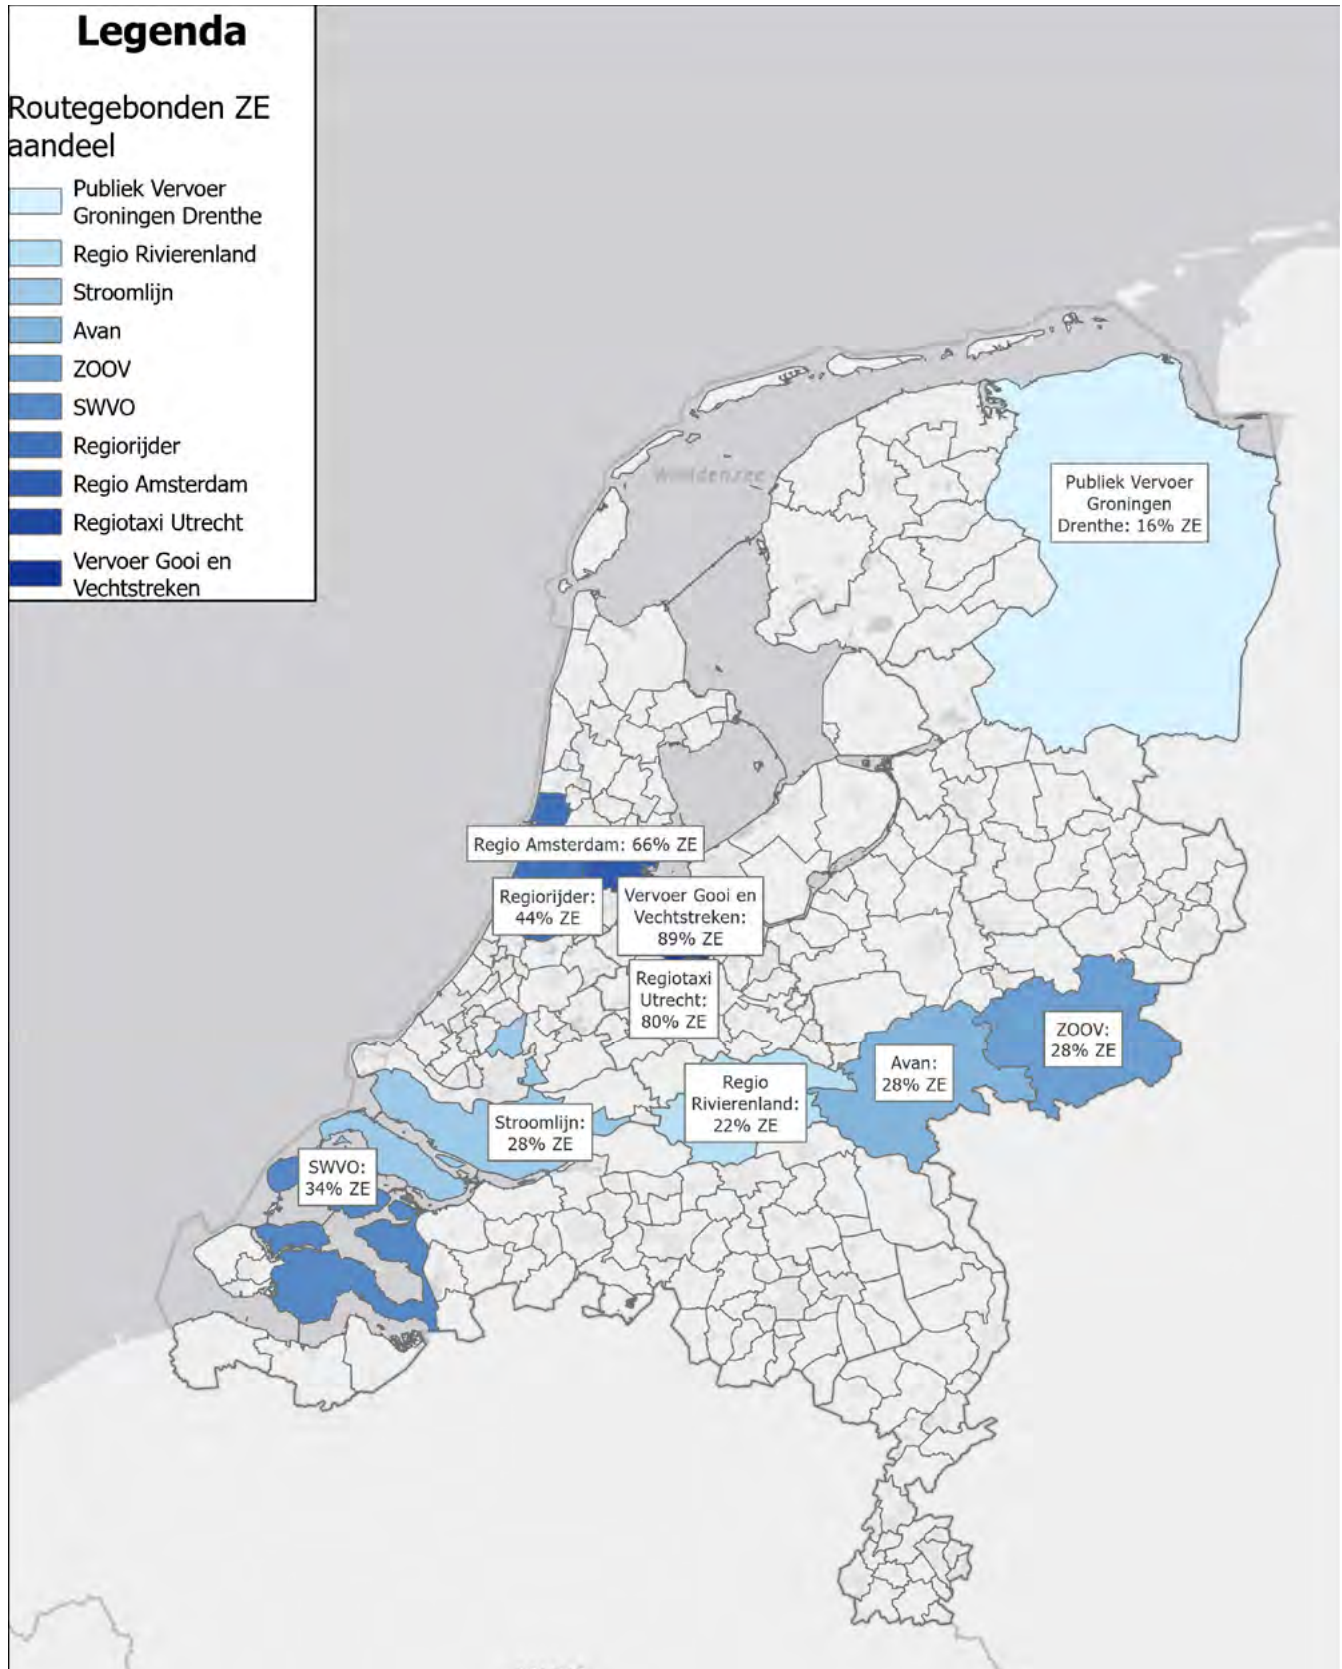 Legenda
Routegebonden ZE
aandeel
Publiek Vervoer
Groningen Drenthe
Regio Rivierenland
Stroomlijn
Avan
ZOOV
SWVO
Regiorijder
Regio Amsterdam
Regiotaxi Utrecht
Vervoer Gooi en
Vechtstreken
Waddenzee
Publiek Vervoer
Groningen
Drenthe: 16% ZE
Regio Amsterdam: 66% ZE
Regiorijder:
44% ZE
Vervoer Gooi en
Vechtstreken:
89% ZE
Regiotaxi
Utrecht:
80% ZE
ZOOV:
28% ZE
Avan:
28% ZE
Regio
Rivierenland:
22% ZE
Stroomlijn:
28% ZE
SWVO:
34% ZE